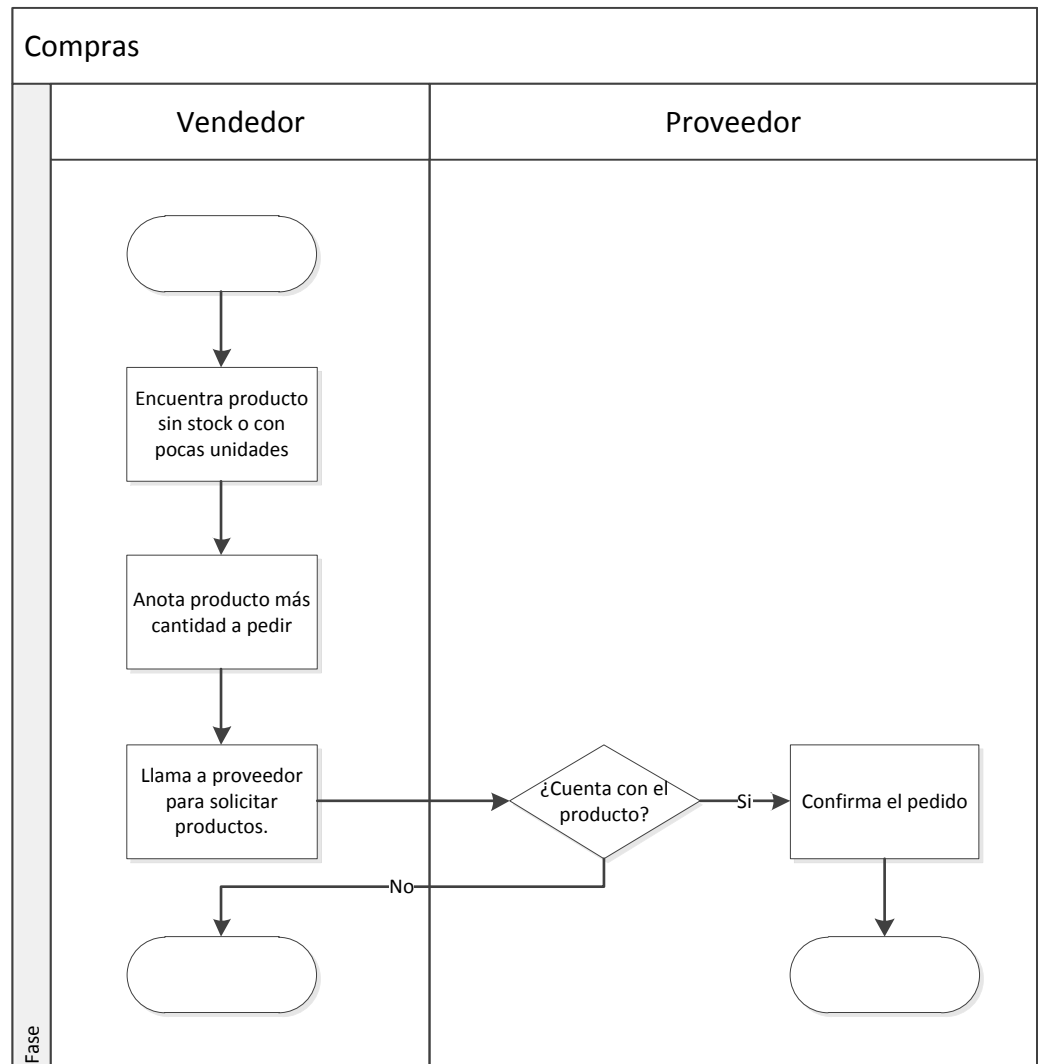 Compras
Vendedor
Proveedor
Encuentra producto
sin stock o con
pocas unidades
Anota producto más
cantidad a pedir
Llama a proveedor
para solicitar
productos.
¿Cuenta con el
producto?
Si
Confirma el pedido
No
Fase